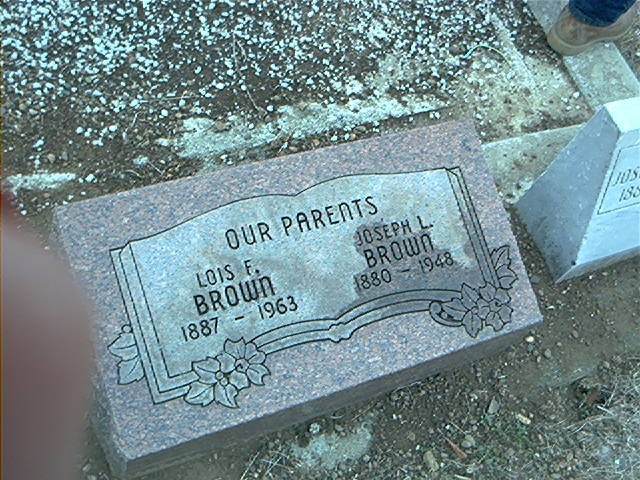 OUR PARENTS
LOIS E.
BROWN
1887 - 1963
JOSEPH L.
BROWN
1880 - 1948